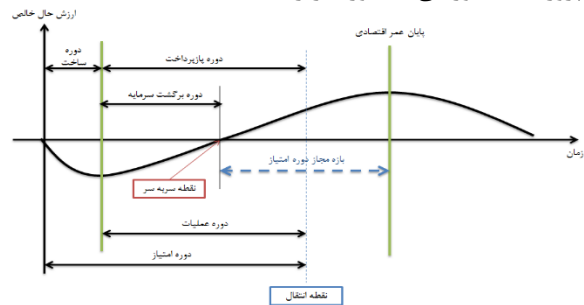 ارزش حال خالص
پایان عمر اقتصادی
دوره
ساخت
دوره بازپرداخت
دوره برگشت سرمایه
زمان
بازه مجاز دوره امتیاز
نقطه سربه سر
دوره عملیات
دوره امتیاز
نقطه انتقال